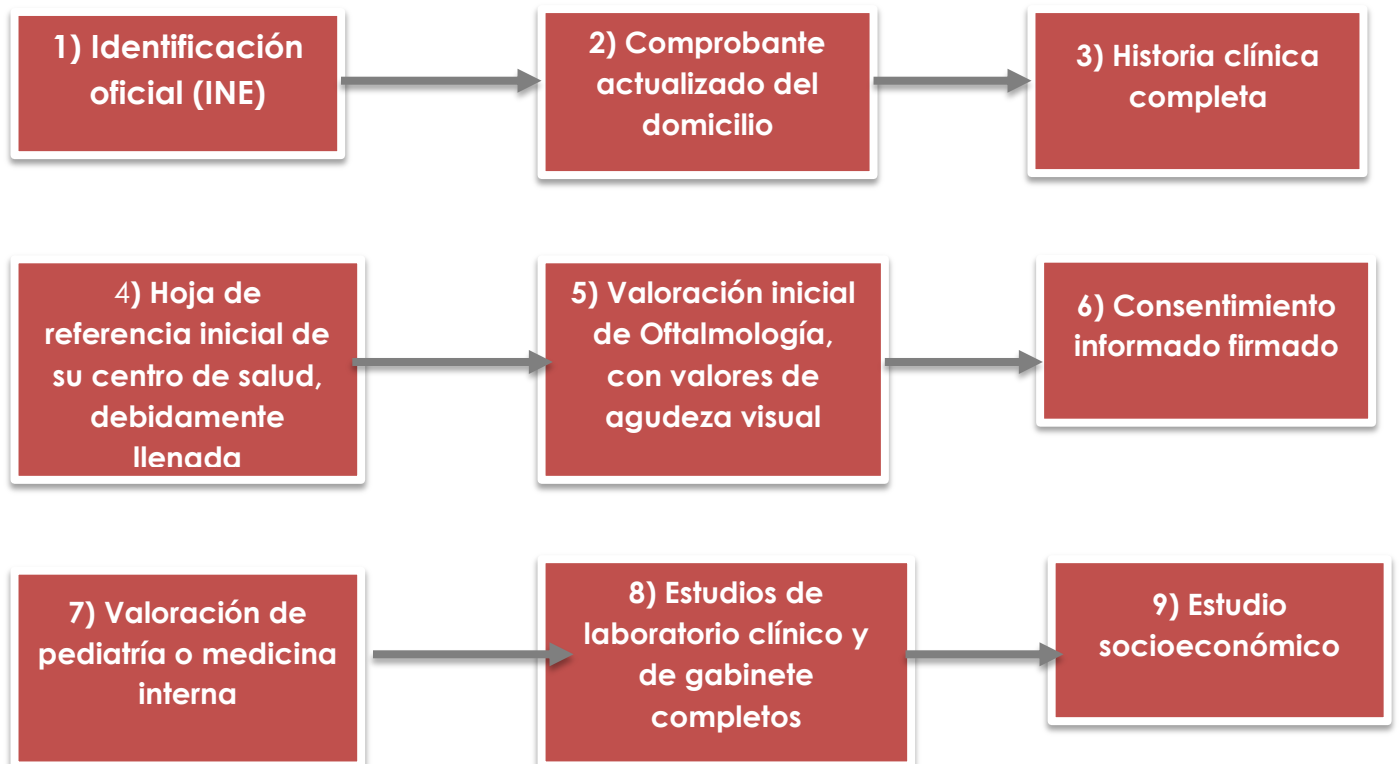 1) Identificación
oficial (INE)
2) Comprobante
actualizado del
domicilio
3) Historia clínica
completa
4) Hoja de
referencia inicial de
su centro de salud,
debidamente
llenada
5) Valoración inicial
de Oftalmología,
con valores de
agudeza visual
6) Consentimiento
informado firmado
7) Valoración de
pediatría o medicina
interna
8) Estudios de
laboratorio clínico y
de gabinete
completos
9) Estudio
socioeconómico